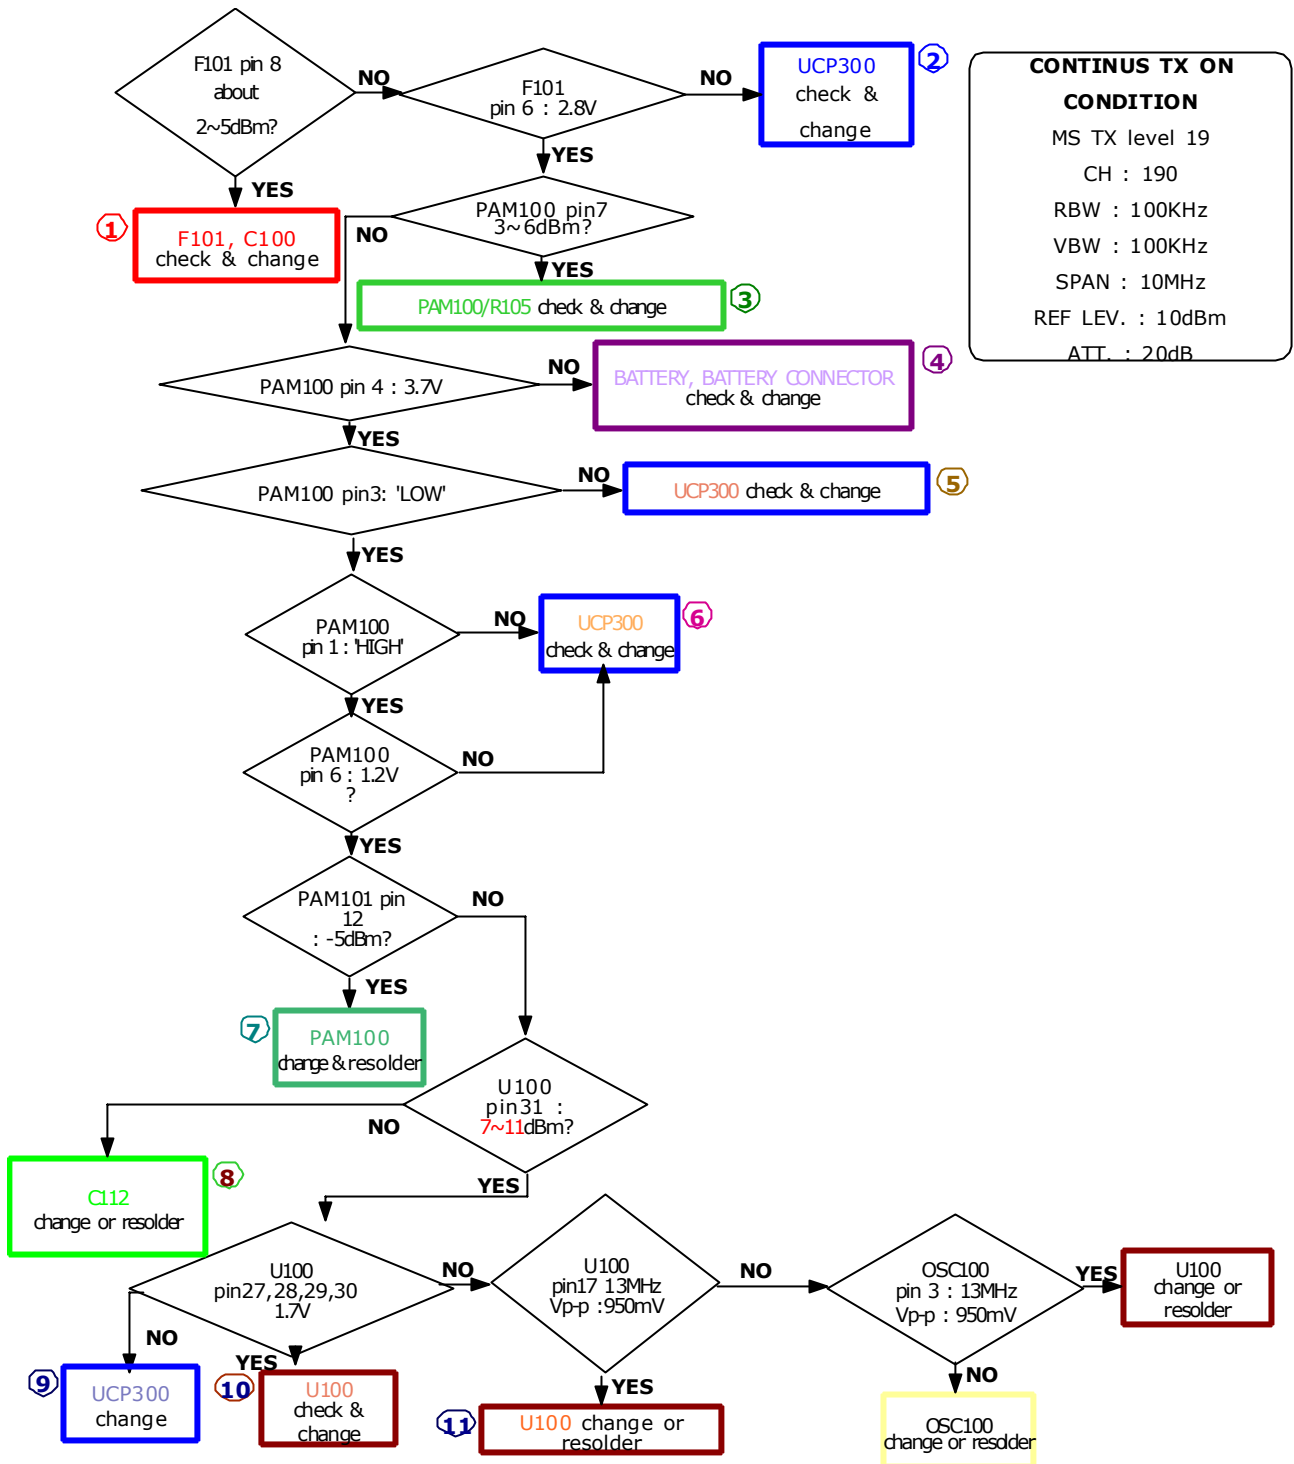 F101 pin 8
about
2~5dBm?
NO
F101
pin 6 : 2.8V
NO
UCP300
check &
change
2
CONTINUS TX ON
CONDITION
MS TX level 19
CH : 190
RBW : 100KHz
VBW : 100KHz
SPAN : 10MHz
REF LEV. : 10dBm
ATT. : 20dB
YES
YES
1
F101, C100
check & change
PAM100 pin7
3~6dBm?
NO
YES
PAM100/R105 check & change
3
PAM100 pin 4 : 3.7V
NO
BATTERY, BATTERY CONNECTOR
check & change
4
YES
PAM100 pin3: 'LOW'
NO
UCP300 check & change
5
YES
PAM100
pin 1 : 'HIGH'
NO
UCP300
check & change
6
YES
PAM100
pin 6 : 1.2V
?
NO
YES
PAM101 pin
12
: -5dBm?
NO
YES
7
PAM100
change & resolder
U100
pin31 :
7~11dBm?
NO
YES
C112
change or resolder
8
U100
pin27,28,29,30
1.7V
NO
U100
pin17 13MHz
Vp-p :950mV
NO
OSC100
pin 3 : 13MHz
Vp-p : 950mV
YES
U100
change or
resolder
NO
YES
9
UCP300
change
10
U100
check &
change
YES
11
U100 change or
resolder
NO
OSC100
change or resolder